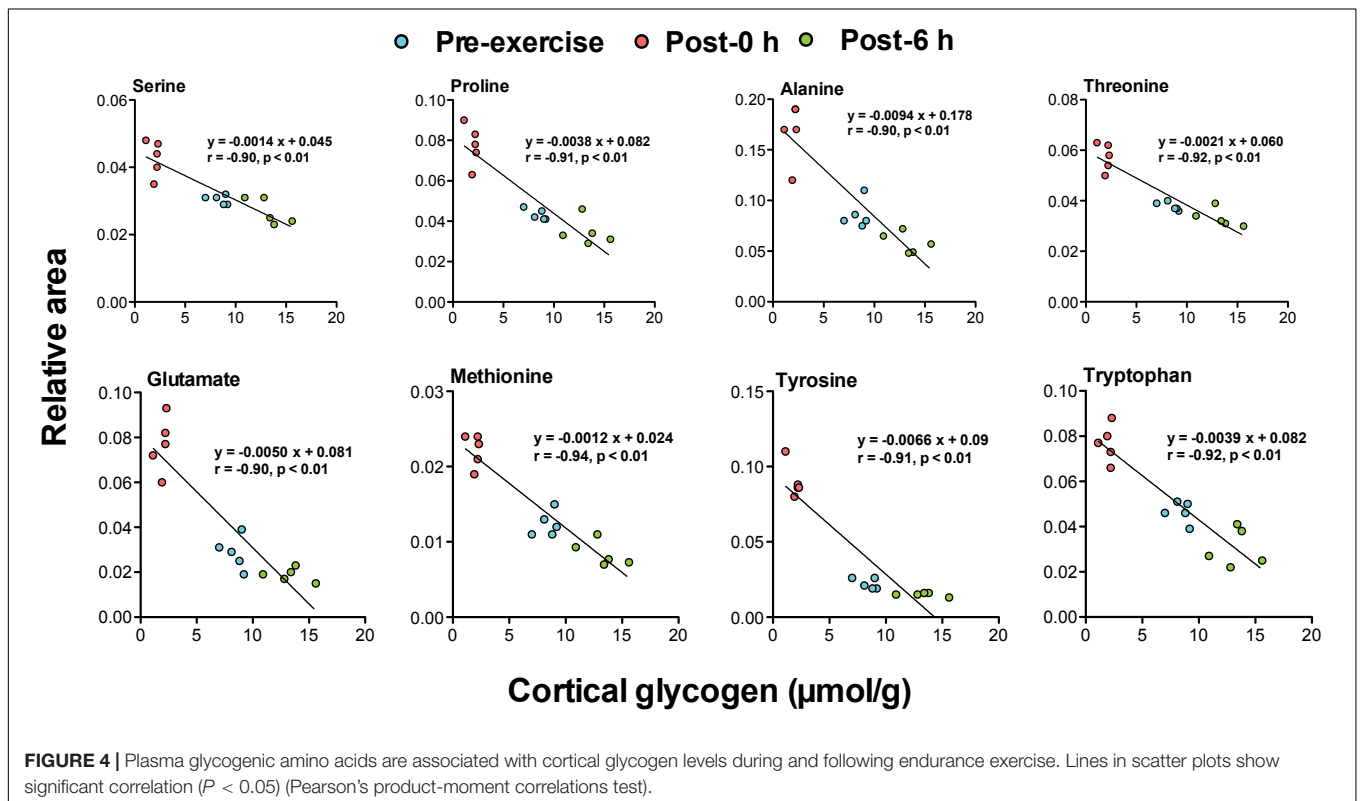 Pre-exercise Post-0 h Post-6 h
Serine
0.06
0.04
0.02
0.00
0 5 10 15 20
y = -0.0014 x + 0.045
r = -0.90, p < 0.01
Proline
0.10
0.08
0.06
0.04
0.02
0.00
0 5 10 15 20
y = -0.0038 x + 0.082
r = -0.91, p < 0.01
Alanine
0.20
0.15
0.10
0.05
0.00
0 5 10 15 20
y = -0.0094 x + 0.178
r = -0.90, p < 0.01
Threonine
0.08
0.06
0.04
0.02
0.00
0 5 10 15 20
y = -0.0021 x + 0.060
r = -0.92, p < 0.01
Relative area
Glutamate
0.10
0.08
0.06
0.04
0.02
0.00
0 5 10 15 20
y = -0.0050 x + 0.081
r = -0.90, p < 0.01
Methionine
0.03
0.02
0.01
0.00
0 5 10 15 20
y = -0.0012 x + 0.024
r = -0.94, p < 0.01
Tyrosine
0.15
0.10
0.05
0.00
0 5 10 15 20
y = -0.0066 x + 0.09
r = -0.91, p < 0.01
Tryptophan
0.10
0.08
0.06
0.04
0.02
0.00
0 5 10 15 20
y = -0.0039 x + 0.082
r = -0.92, p < 0.01
Cortical glycogen (µmol/g)
FIGURE 4 | Plasma glycogenic amino acids are associated with cortical glycogen levels during and following endurance exercise. Lines in scatter plots show
significant correlation (P < 0.05) (Pearson's product-moment correlations test).